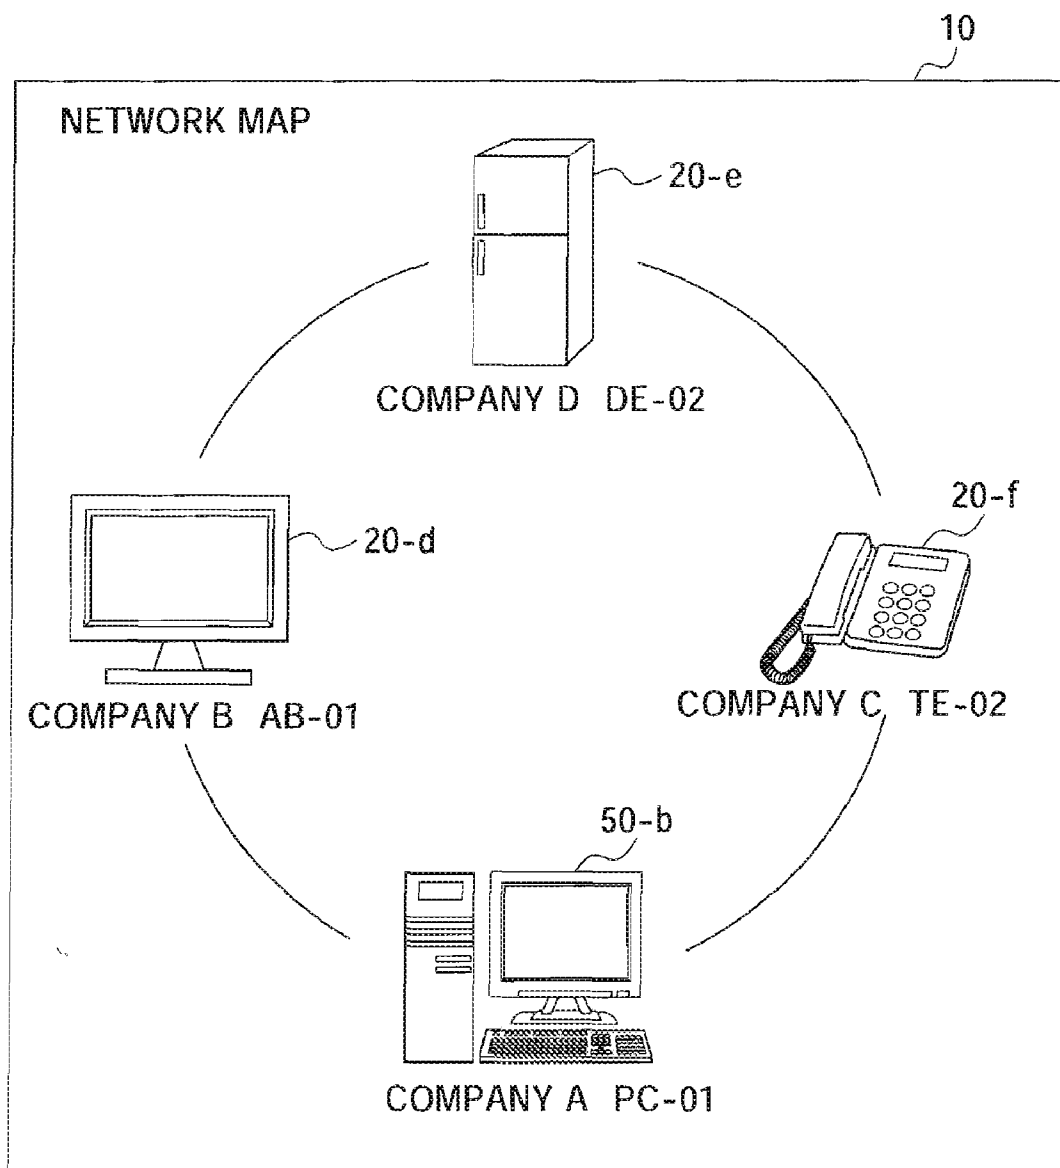 10
NETWORK MAP
20-e
COMPANY D DE-02
20-d
20-f
COMPANY B AB-01
COMPANY C TE-02
50-b
COMPANY A PC-01